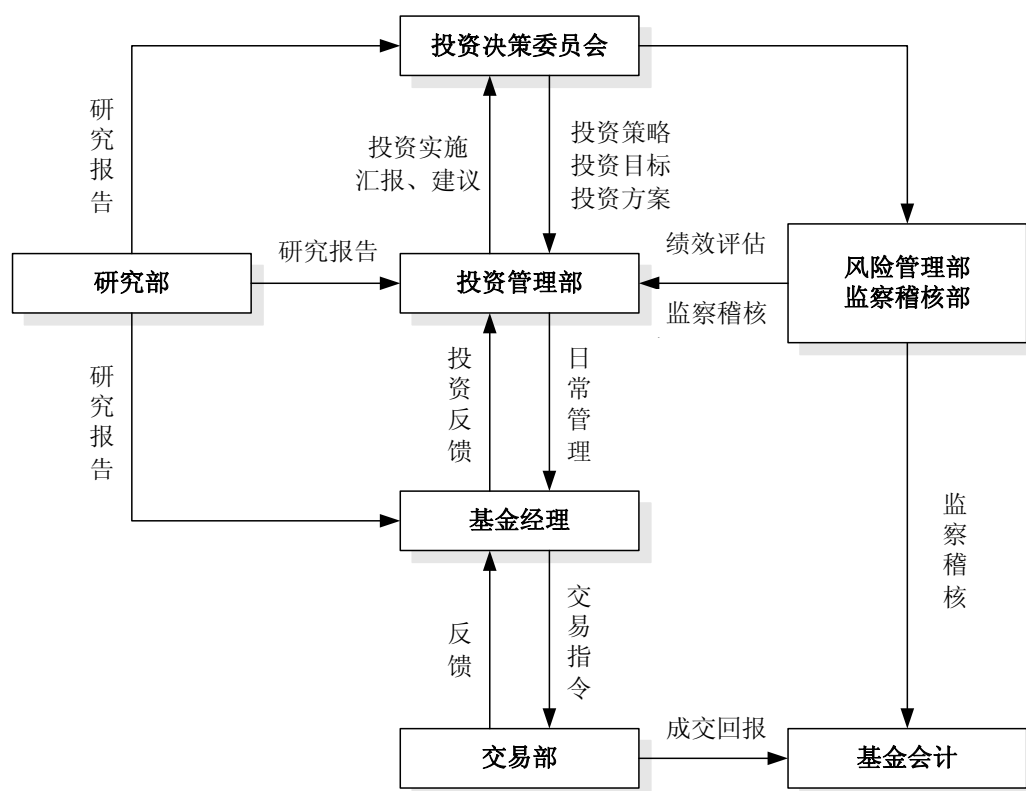 投资决策委员会
研究报告
投资实施
汇报、建议
投资策略
投资目标
投资方案
研究部
研究报告
投资管理部
绩效评估
监察稽核
风险管理部
监察稽核部
研究报告
投资反馈
日常管理
基金经理
监察稽核
反馈
交易指令
交易部
成交回报
基金会计